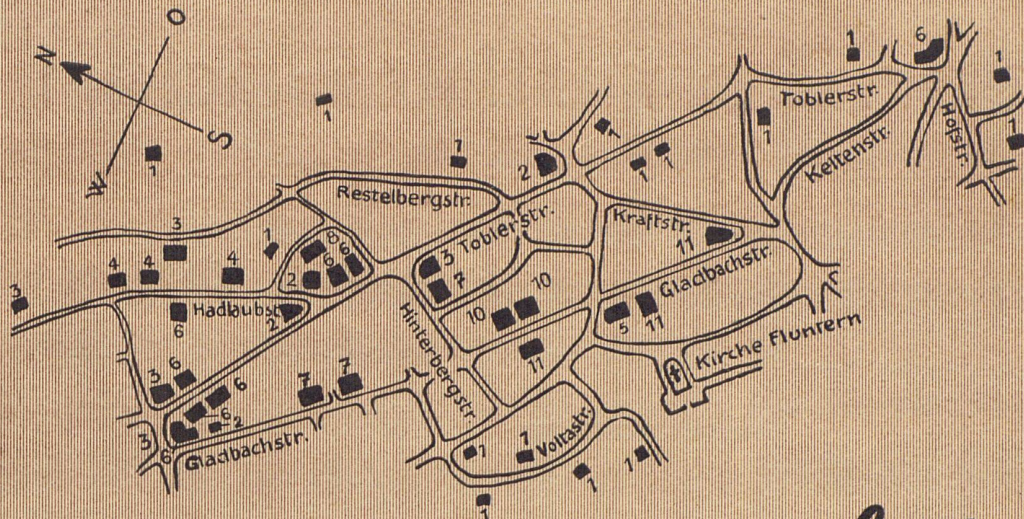 O
N
S
W
1
1
1
2
1
1
1
1
6
1
1
Toblerstr.
1
Keltenstr.
Hofstr.
Restelbergstr.
Toblerstr.
Kraftstr.
11
Gladbachstr.
3
1
8
6
6
2
4
4
4
3
7
10
10
5
11
11
3
Hadlaubstr.
2
6
Hinterbergstr.
Kirche Fluntern
3
6
6
6
2
3
6
7
7
Gladbachstr.
1
1
Voltastr.
1
1
1